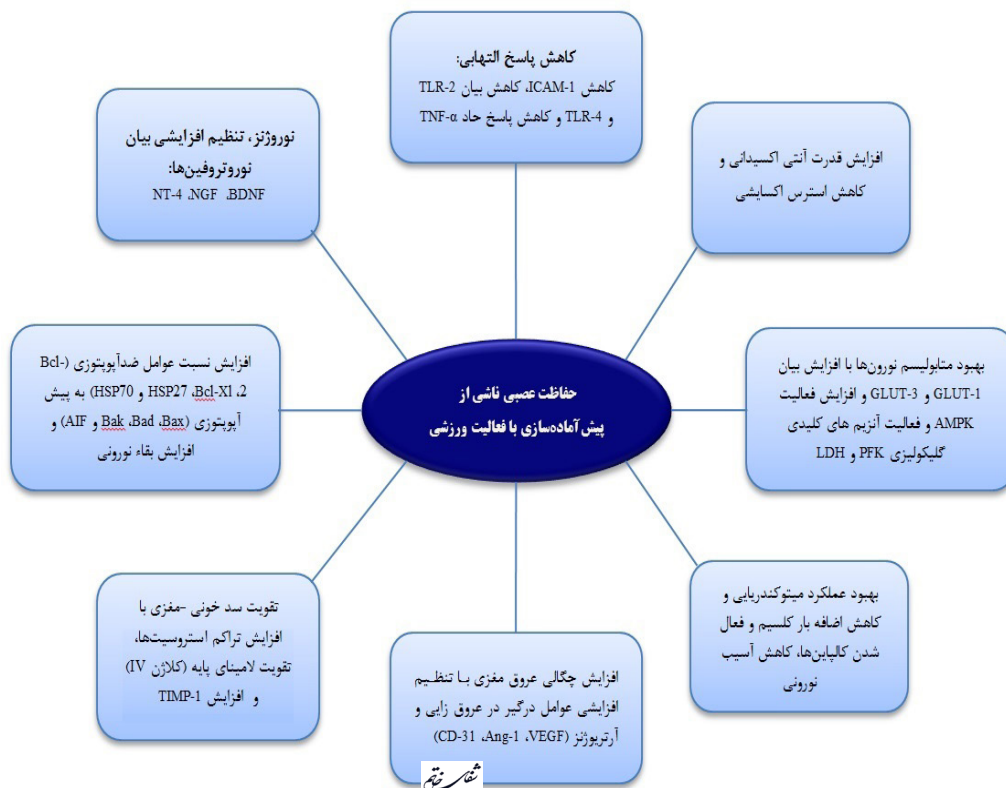 کاهش پاسخ التهابی:
کاهش ICAM-1، کاهش بیان TLR-2
و TLR-4 و کاهش پاسخ حاد TNF-α
افزایش قدرت آنتی اکسیدانی و
کاهش استرس اکسایشی
بهبود متابولیسم نورون‌ها با افزایش بیان
GLUT-1 و GLUT-3 و افزایش فعالیت
AMPK و فعالیت آنزیم های کلیدی
گلیکولیزی PFK و LDH
بهبود عملکرد میتوکندریایی و
کاهش اضافه بار کلسیم و فعال
شدن کالپاین‌ها، کاهش آسیب
نورونی
افزایش چگالی عروق مغزی با تنظیم
افزایشی عوامل درگیر در عروق زایی و
آرتریوژنز (CD-31 ،Ang-1 ،VEGF)
تقویت سد خونی -مغزی با
افزایش تراکم استروسیت‌ها،
تقویت لامینای پایه (کلاژن IV)
و افزایش TIMP-1
افزایش نسبت عوامل ضدآپوپتوزی (Bcl-
2، Bcl-Xl، HSP27 و HSP70) به پیش
آپوپتوزی (Bax، Bad، Bak و AIF) و
افزایش بقاء نورونی
نوروژنز، تنظیم افزایشی بیان
نوروتروفین‌ها:
NT-4 ،NGF ،BDNF
حفاظت عصبی ناشی از
پیش‌آماده‌سازی با فعالیت ورزشی
شفای خاتم